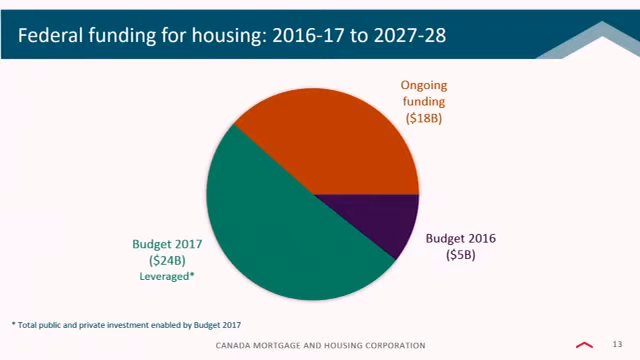 Federal funding for housing: 2016-17 to 2027-28
Ongoing
funding
($18B)
Budget 2016
($5B)
Budget 2017
($24B)
Leveraged*
* Total public and private investment enabled by Budget 2017
CANADA MORTGAGE AND HOUSING CORPORATION
13